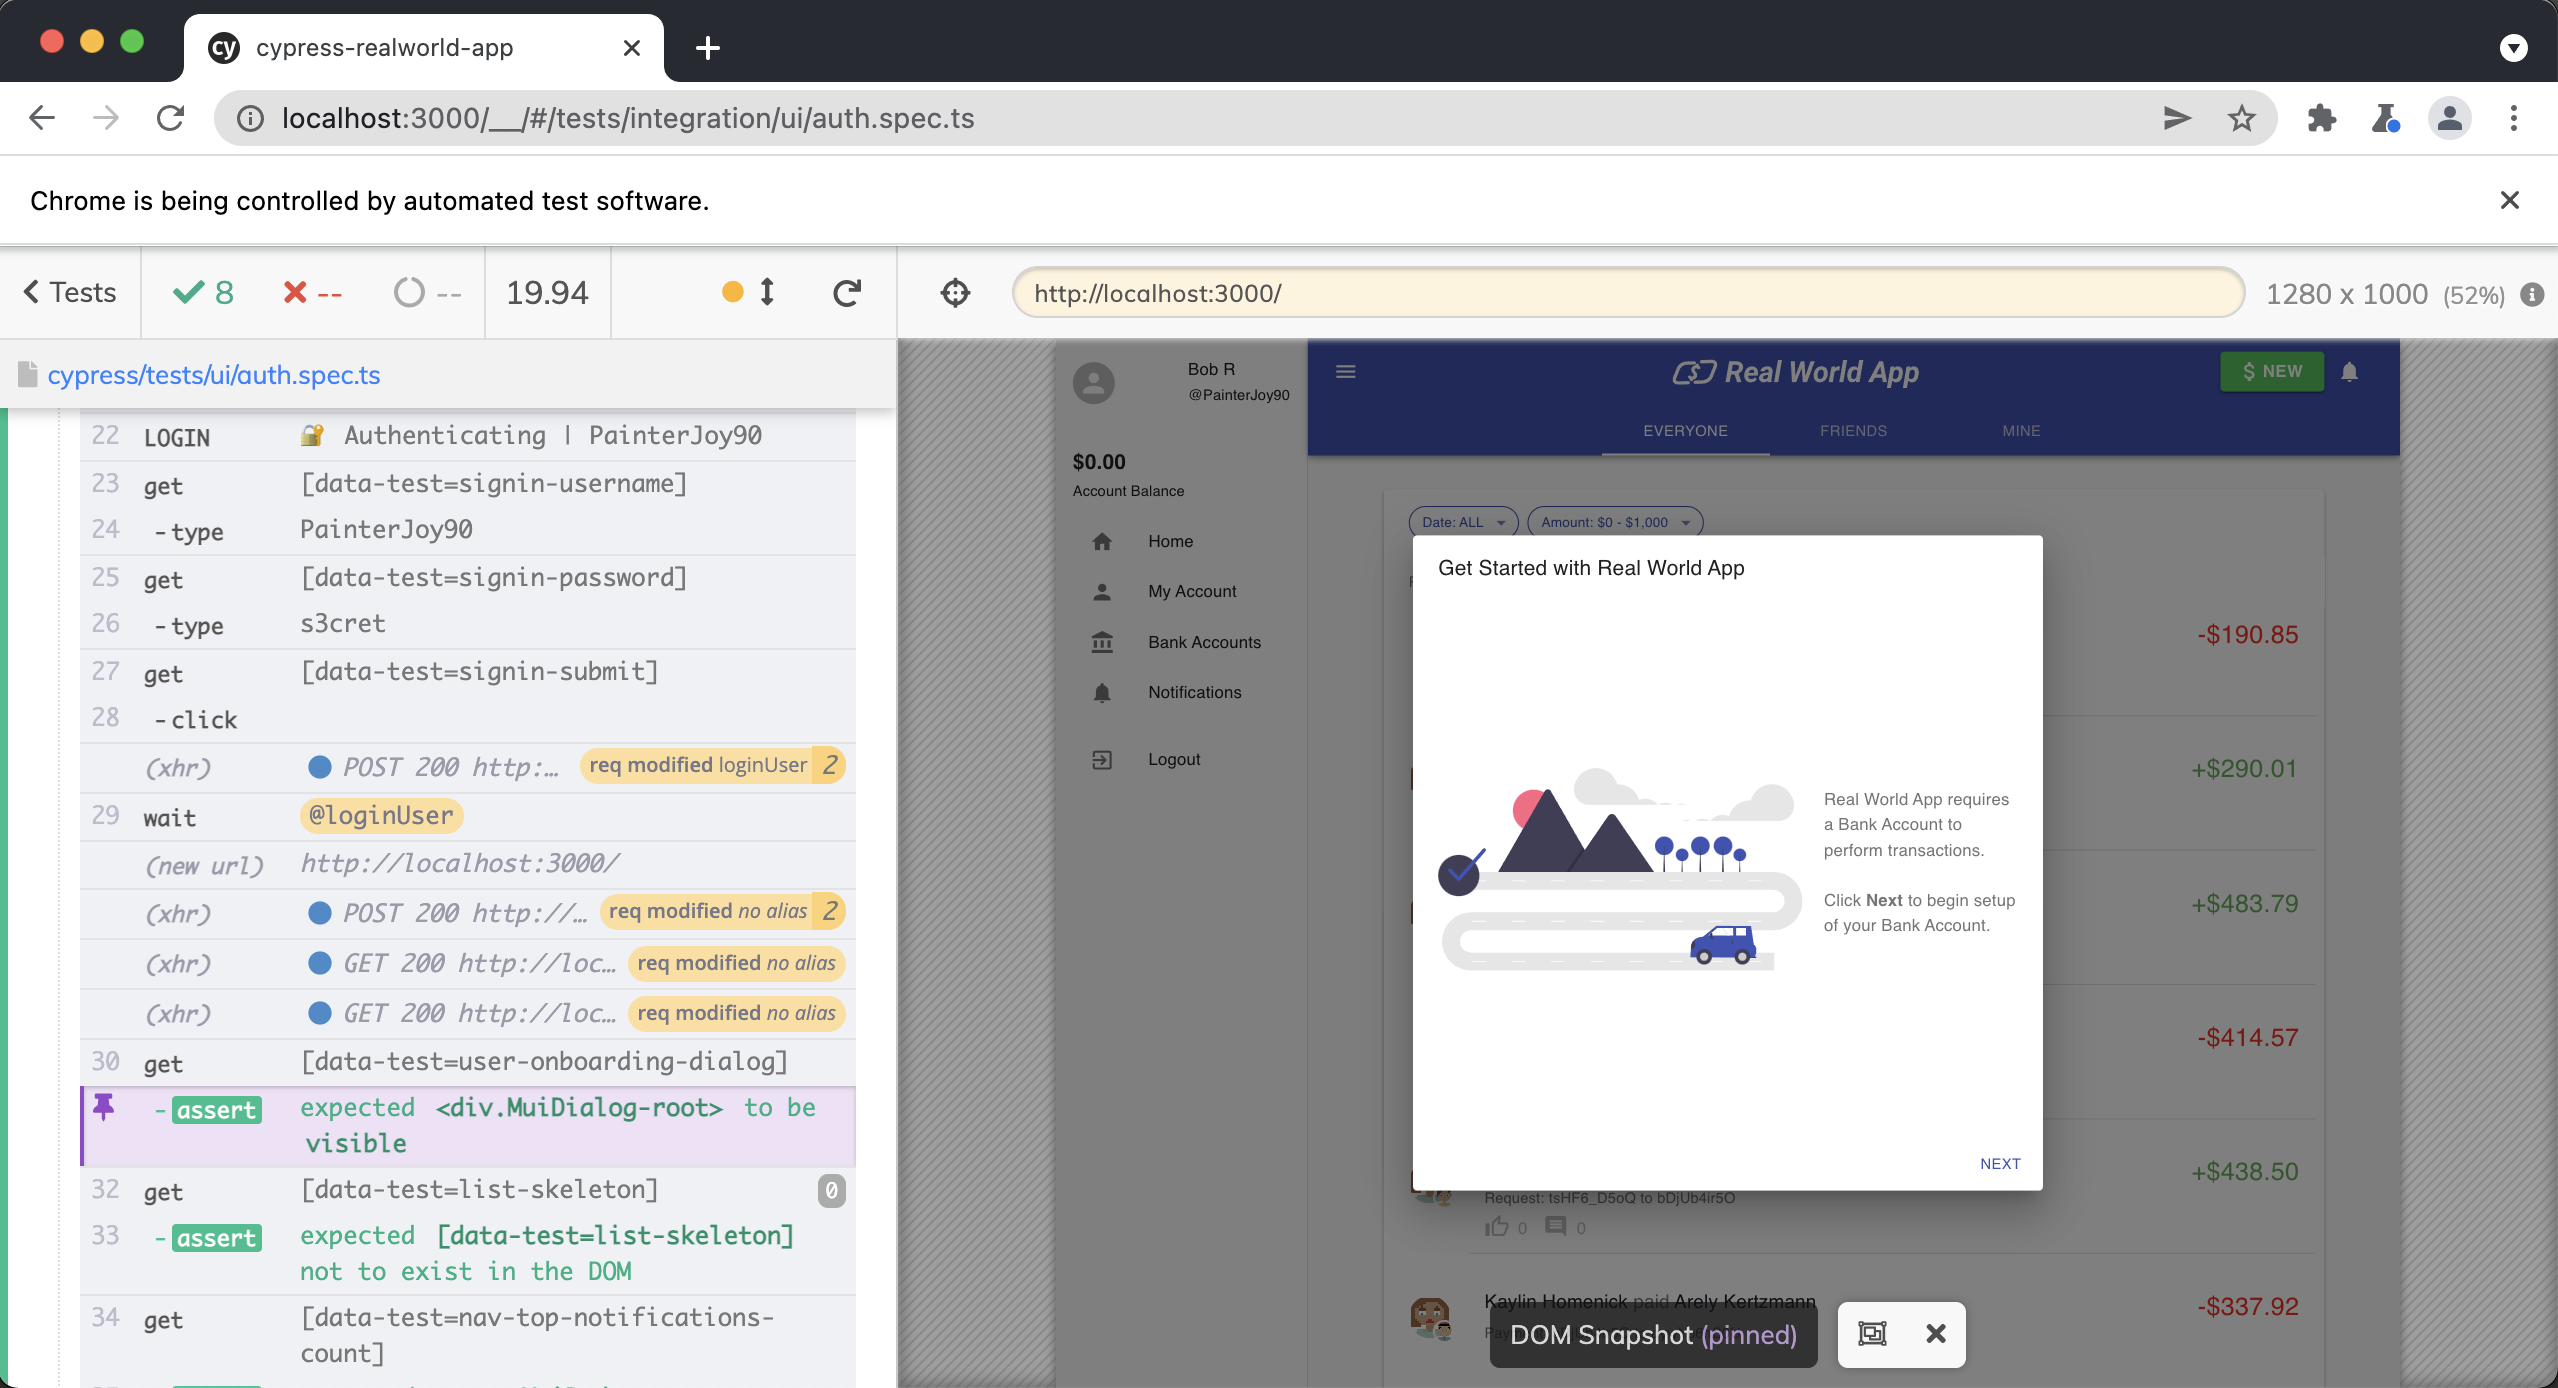 cypress-realworld-app
localhost:3000/__/#/tests/integration/ui/auth.spec.ts
Chrome is being controlled by automated test software.
Tests
8
--
--
19.94
http://localhost:3000/
1280 x 1000 (52%)
cypress/tests/ui/auth.spec.ts
22 LOGIN 🔐 Authenticating | PainterJoy90
23 get [data-test=signin-username]
24 -type PainterJoy90
25 get [data-test=signin-password]
26 -type s3cret
27 get [data-test=signin-submit]
28 -click
(xhr) POST 200 http:… req modified loginUser 2
29 wait @loginUser
(new url) http://localhost:3000/
(xhr) POST 200 http://… req modified no alias 2
(xhr) GET 200 http://loc… req modified no alias
(xhr) GET 200 http://loc… req modified no alias
30 get [data-test=user-onboarding-dialog]
-assert expected <div.MuiDialog-root> to be
visible
32 get [data-test=list-skeleton] 0
33 -assert expected [data-test=list-skeleton]
not to exist in the DOM
34 get [data-test=nav-top-notifications-
count]
Bob R
@PainterJoy90
$0.00
Account Balance
Home
My Account
Bank Accounts
Notifications
Logout
Real World App
$ NEW
EVERYONE FRIENDS MINE
Date: ALL
Amount: $0 - $1,000
Get Started with Real World App
Real World App requires
a Bank Account to
perform transactions.
Click Next to begin setup
of your Bank Account.
NEXT
-$190.85
+$290.01
+$483.79
-$414.57
+$438.50
Request: tsHF6_D5oQ to bDjUb4ir5O
0 0
Kaylin Homenick paid Arely Kertzmann
-$337.92
DOM Snapshot (pinned)